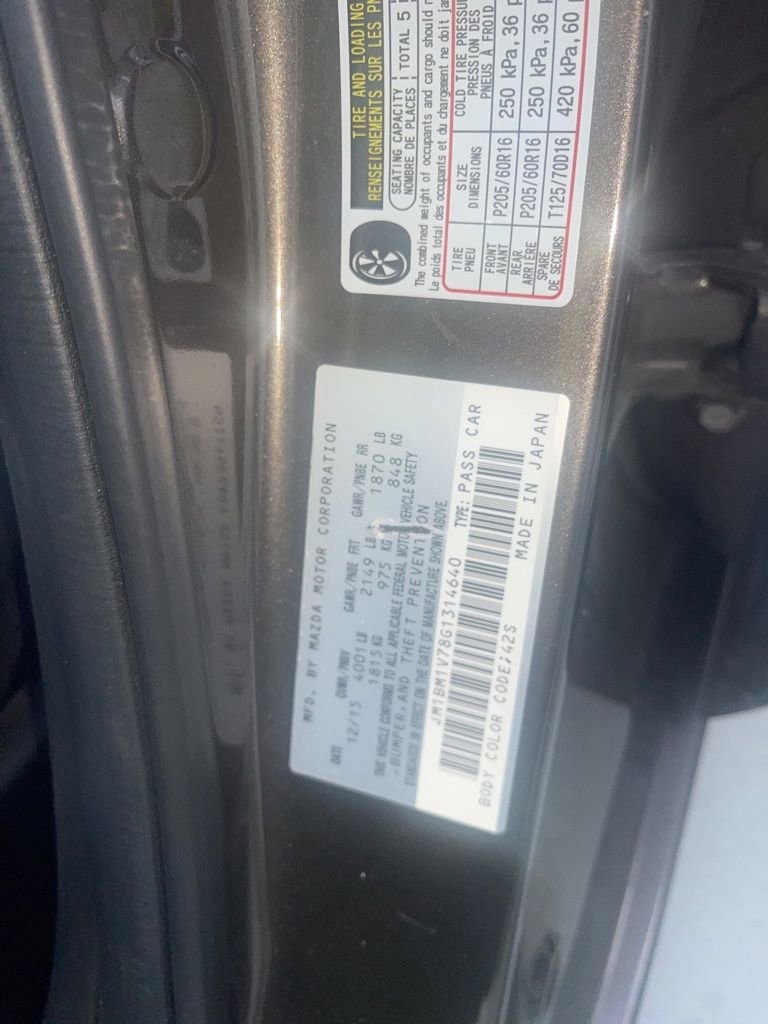 TIRE AND LOADING
RENSEIGNEMENTS SUR LES PN
SEATING CAPACITY TOTAL 5
NOMBRE DE PLACES
The combined weight of occupants and cargo should n
Le poids total des occupants et du chargement ne doit jam
TIRE SIZE COLD TIRE PRESSU
PNEU DIMENSIONS PRESSION DES
PNEUS À FROID
FRONT P205/60R16 250 kPa, 36 p
AVANT
REAR P205/60R16 250 kPa, 36 p
ARRIÈRE
SPARE T125/70D16 420 kPa, 60 p
DE SECOURS
MFD. BY MAZDA MOTOR CORPORATION
DATE GVWR/PNBV GAWR/PNBE FRT GAWR/PNBE RR
12/15 4001 LB 2149 LB 1870 LB
1815 KG 975 KG 848 KG
THIS VEHICLE CONFORMS TO ALL APPLICABLE FEDERAL MOTOR VEHICLE SAFETY
,BUMPER,AND THEFT PREVENTION
STANDARDS IN EFFECT ON THE DATE OF MANUFACTURE SHOWN ABOVE.
JM1BM1V78G1314640 TYPE: PASS CAR
BODY COLOR CODE;42S MADE IN JAPAN